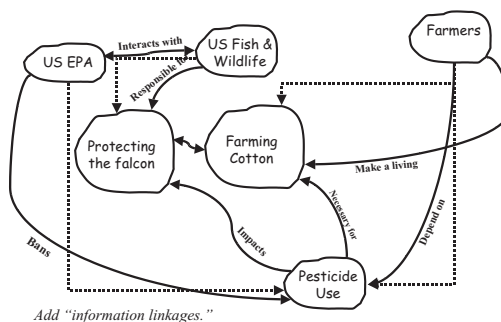 Interacts with
US Fish &
Wildlife
Farmers
US EPA
Responsible for
Protecting
the falcon
Farming
Cotton
Make a living
Necessary for
Depend on
Impacts
Bans
Pesticide
Use
Add “information linkages.”